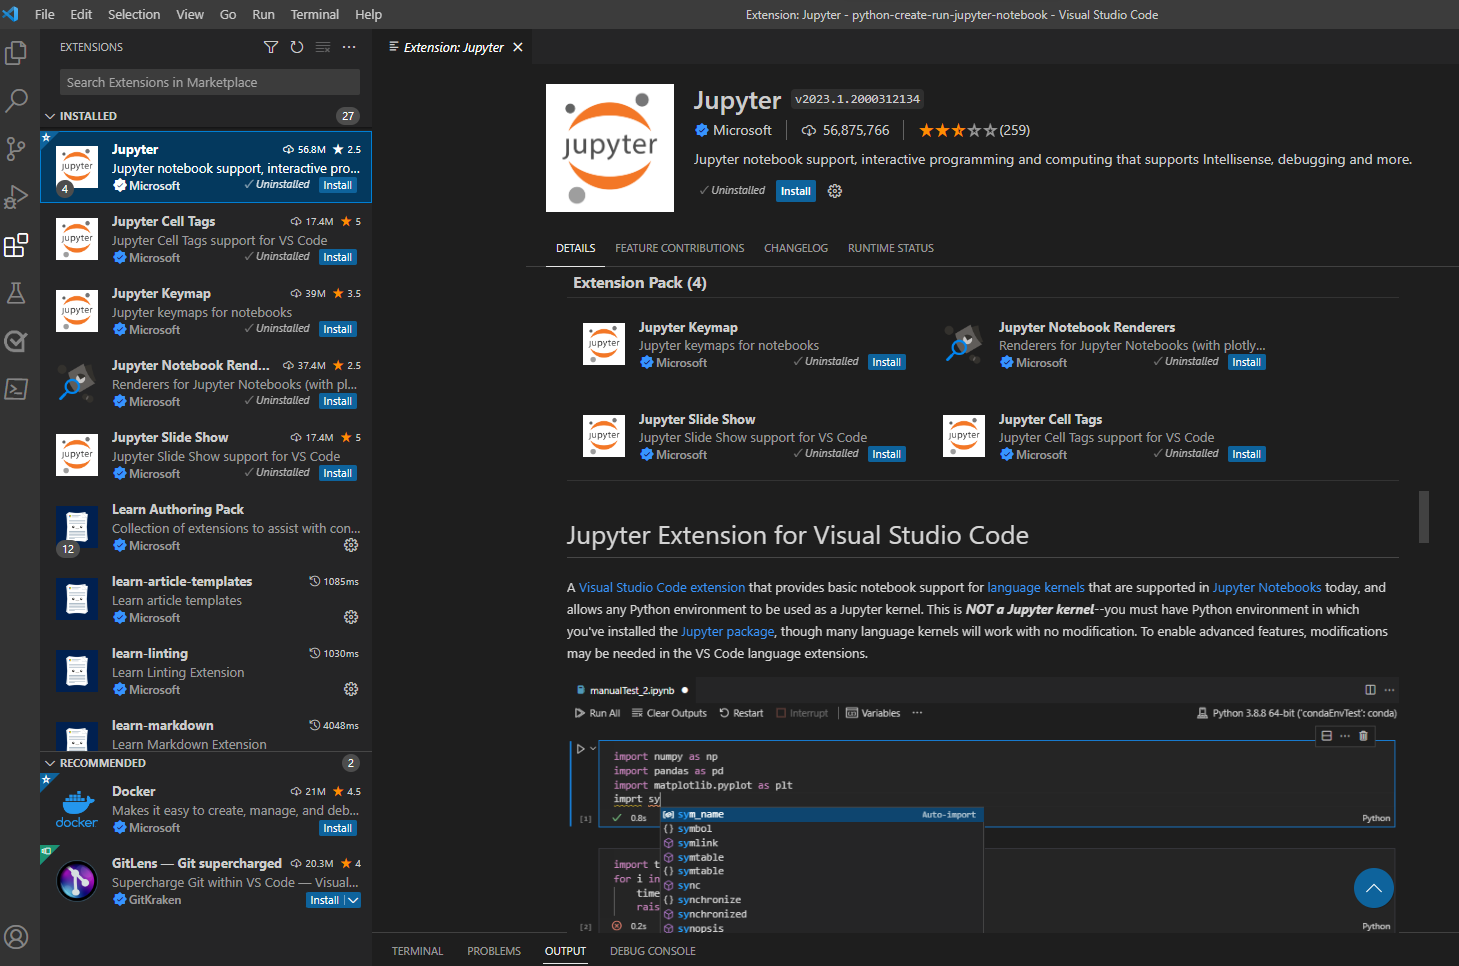 File Edit Selection View Go Run Terminal Help
Extension: Jupyter - python-create-run-jupyter-notebook - Visual Studio Code
EXTENSIONS
Search Extensions in Marketplace
INSTALLED 27
jupyter
4
Jupyter 56.8M 2.5
Jupyter notebook support, interactive pro...
Microsoft Uninstalled Install
jupyter
Jupyter Cell Tags 17.4M 5
Jupyter Cell Tags support for VS Code
Microsoft Uninstalled Install
jupyter
Jupyter Keymap 39M 3.5
Jupyter keymaps for notebooks
Microsoft Uninstalled Install
Jupyter Notebook Rend... 37.4M 2.5
Renderers for Jupyter Notebooks (with pl...
Microsoft Uninstalled Install
jupyter
Jupyter Slide Show 17.4M 5
Jupyter Slide Show support for VS Code
Microsoft Uninstalled Install
12
Learn Authoring Pack
Collection of extensions to assist with con...
Microsoft
learn-article-templates 1085ms
Learn article templates
Microsoft
learn-linting 1030ms
Learn Linting Extension
Microsoft
learn-markdown 4048ms
Learn Markdown Extension
RECOMMENDED 2
docker
Docker 21M 4.5
Makes it easy to create, manage, and deb...
Microsoft Install
GitLens — Git supercharged 20.3M 4
Supercharge Git within VS Code — Visual...
GitKraken Install
Extension: Jupyter
jupyter
Jupyter v2023.1.2000312134
Microsoft 56,875,766 (259)
Jupyter notebook support, interactive programming and computing that supports Intellisense, debugging and more.
Uninstalled Install
DETAILS FEATURE CONTRIBUTIONS CHANGELOG RUNTIME STATUS
Extension Pack (4)
jupyter
Jupyter Keymap
Jupyter keymaps for notebooks
Microsoft Uninstalled Install
Jupyter Notebook Renderers
Renderers for Jupyter Notebooks (with plotly...
Microsoft Uninstalled Install
jupyter
Jupyter Slide Show
Jupyter Slide Show support for VS Code
Microsoft Uninstalled Install
jupyter
Jupyter Cell Tags
Jupyter Cell Tags support for VS Code
Microsoft Uninstalled Install
Jupyter Extension for Visual Studio Code
A Visual Studio Code extension that provides basic notebook support for language kernels that are supported in Jupyter Notebooks today, and
allows any Python environment to be used as a Jupyter kernel. This is NOT a Jupyter kernel--you must have Python environment in which
you've installed the Jupyter package, though many language kernels will work with no modification. To enable advanced features, modifications
may be needed in the VS Code language extensions.
manualTest_2.ipynb
Run All Clear Outputs Restart Interrupt Variables Python 3.8.8 64-bit ('condaEnvTest': conda)
import numpy as np
import pandas as pd
import matplotlib.pyplot as plt
imprt sy
[1] 0.8s Python
sym_name Auto-import
symbol
symlink
symtable
symtable
sync
synchronize
synchronized
synopsis
import t
for i in
time
rais
[2] 0.2s Python
TERMINAL PROBLEMS OUTPUT DEBUG CONSOLE